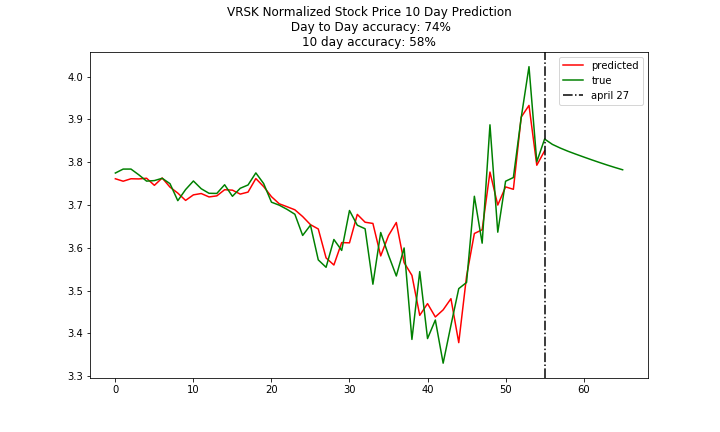 VRSK Normalized Stock Price 10 Day Prediction
Day to Day accuracy: 74%
10 day accuracy: 58%
predicted
true
april 27
4.0
3.9
3.8
3.7
3.6
3.5
3.4
3.3
0 10 20 30 40 50 60